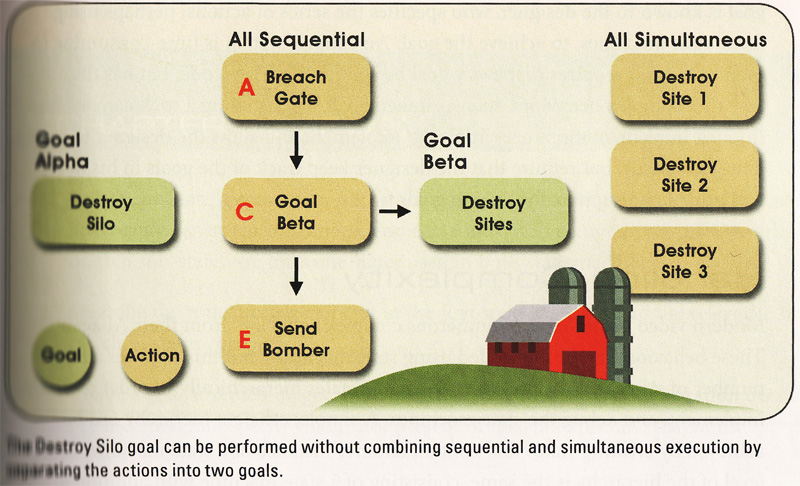 All Sequential
All Simultaneous
A Breach
Gate
Destroy
Site 1
Goal
Alpha
Goal
Beta
Destroy
Site 2
Destroy
Silo
C Goal
Beta
Destroy
Sites
Destroy
Site 3
E Send
Bomber
Goal
Action
The Destroy Silo goal can be performed without combining sequential and simultaneous execution by
separating the actions into two goals.